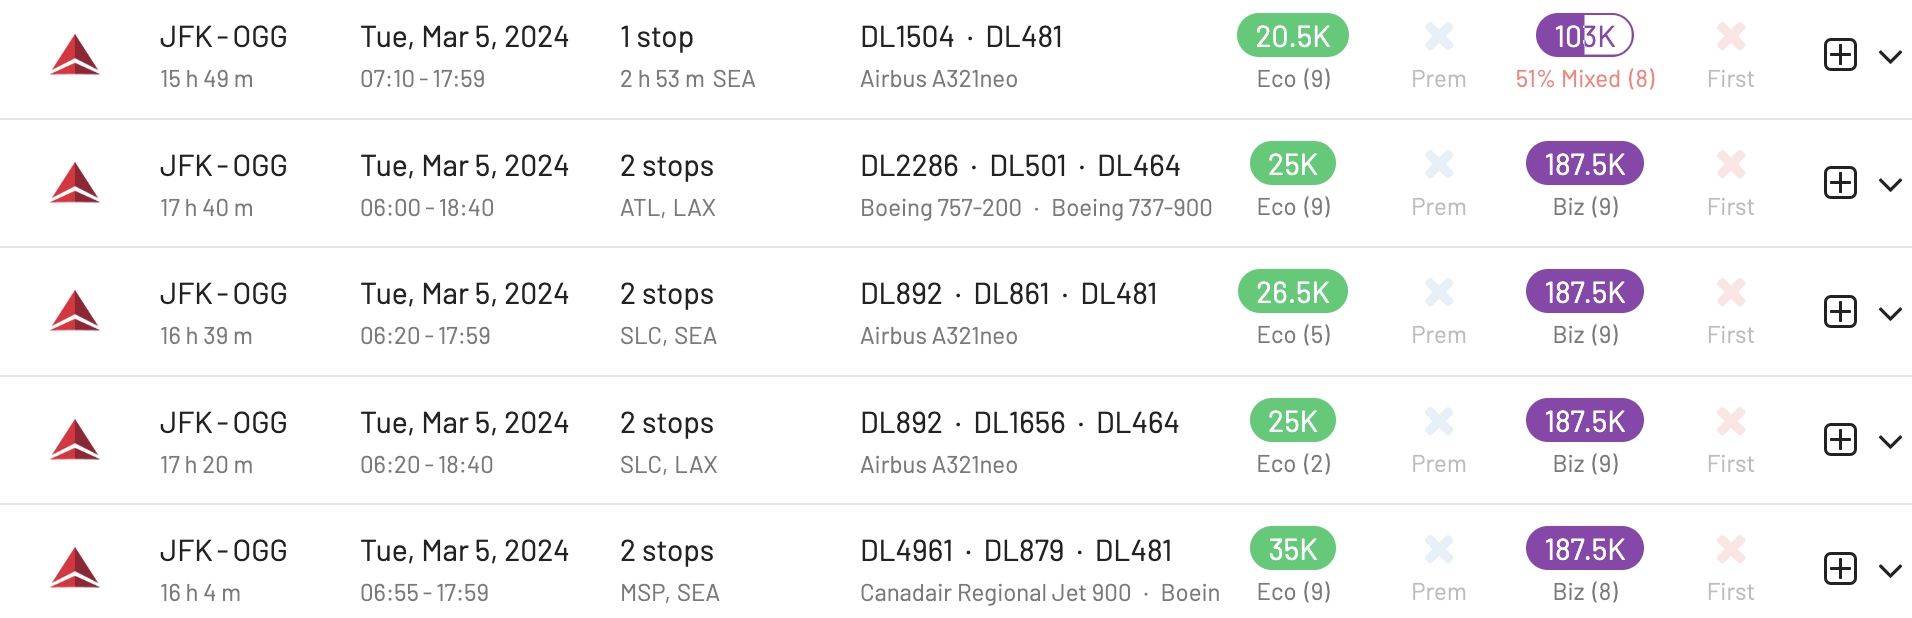 JFK - OGG Tue, Mar 5, 2024 1 stop DL1504 · DL481 20.5K 103K
15 h 49 m 07:10 - 17:59 2 h 53 m SEA Airbus A321neo Eco (9) Prem 51% Mixed (8) First
JFK - OGG Tue, Mar 5, 2024 2 stops DL2286 · DL501 · DL464 25K 187.5K
17 h 40 m 06:00 - 18:40 ATL, LAX Boeing 757-200 · Boeing 737-900 Eco (9) Prem Biz (9) First
JFK - OGG Tue, Mar 5, 2024 2 stops DL892 · DL861 · DL481 26.5K 187.5K
16 h 39 m 06:20 - 17:59 SLC, SEA Airbus A321neo Eco (5) Prem Biz (9) First
JFK - OGG Tue, Mar 5, 2024 2 stops DL892 · DL1656 · DL464 25K 187.5K
17 h 20 m 06:20 - 18:40 SLC, LAX Airbus A321neo Eco (2) Prem Biz (9) First
JFK - OGG Tue, Mar 5, 2024 2 stops DL4961 · DL879 · DL481 35K 187.5K
16 h 4 m 06:55 - 17:59 MSP, SEA Canadair Regional Jet 900 · Boein Eco (9) Prem Biz (8) First